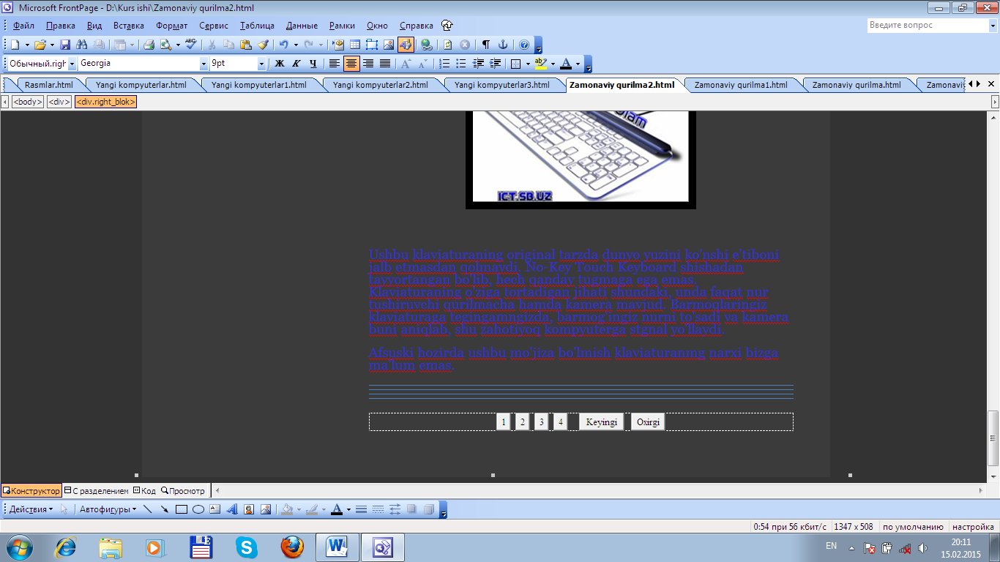 Microsoft FrontPage - D:\Kurs ishi\Zamonaviy qurilma2.html
Файл Правка Вид Вставка Формат Сервис Таблица Данные Рамки Окно Справка
Введите вопрос
Обычный.righ Georgia 9pt Ж К Ч
Rasmlar.html Yangi kompyuterlar.html Yangi kompyuterlar1.html Yangi kompyuterlar2.html Yangi kompyuterlar3.html Zamonaviy qurilma2.html Zamonaviy qurilma1.html Zamonaviy qurilma.html Zamonaviy
<body> <div> <div.right_blok>
ICT.SB.UZ
Ushbu klaviaturaning original tarzda dunyo yuzini ko'nshi e'tiboni
jalb etmasdan qolmaydi. No-Key Touch Keyboard shishadan
tayyortangan bo'lib, hech qanday tugmaga ega emas.
Klaviaturaning o'ziga tortadigan jihati shundaki, unda faqat nur
tushiruvchi qurilmacha hamda kamera mavjud. Barmoqlaringiz
klaviaturaga tegingamngizda, barmog ingiz nurni to'sadi va kamera
buni aniqlab, shu zahotiyoq kompyuterga stgnal yo'llaydi.
Afsuski hozirda ushbu mo'jiza bo'lmish klaviaturanıng narxi bizga
ma'lum emas.
1 2 3 4 Keyingi Oxirgi
Конструктор С разделением Код Просмотр
Действия Автофигуры
0:54 при 56 кбит/с 1347 x 508 по умолчанию настройка
EN 20:11
15.02.2015